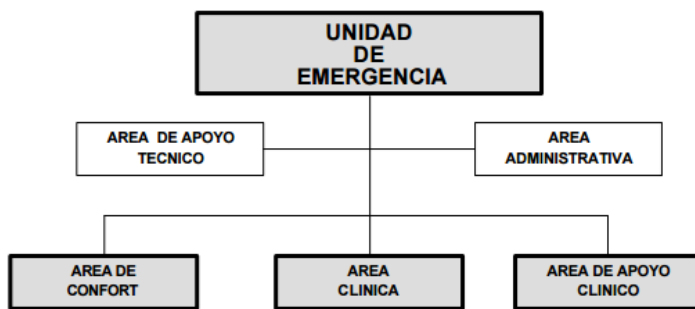 UNIDAD
DE
EMERGENCIA
AREA DE APOYO
TECNICO
AREA
ADMINISTRATIVA
AREA DE
CONFORT
AREA
CLINICA
AREA DE APOYO
CLINICO